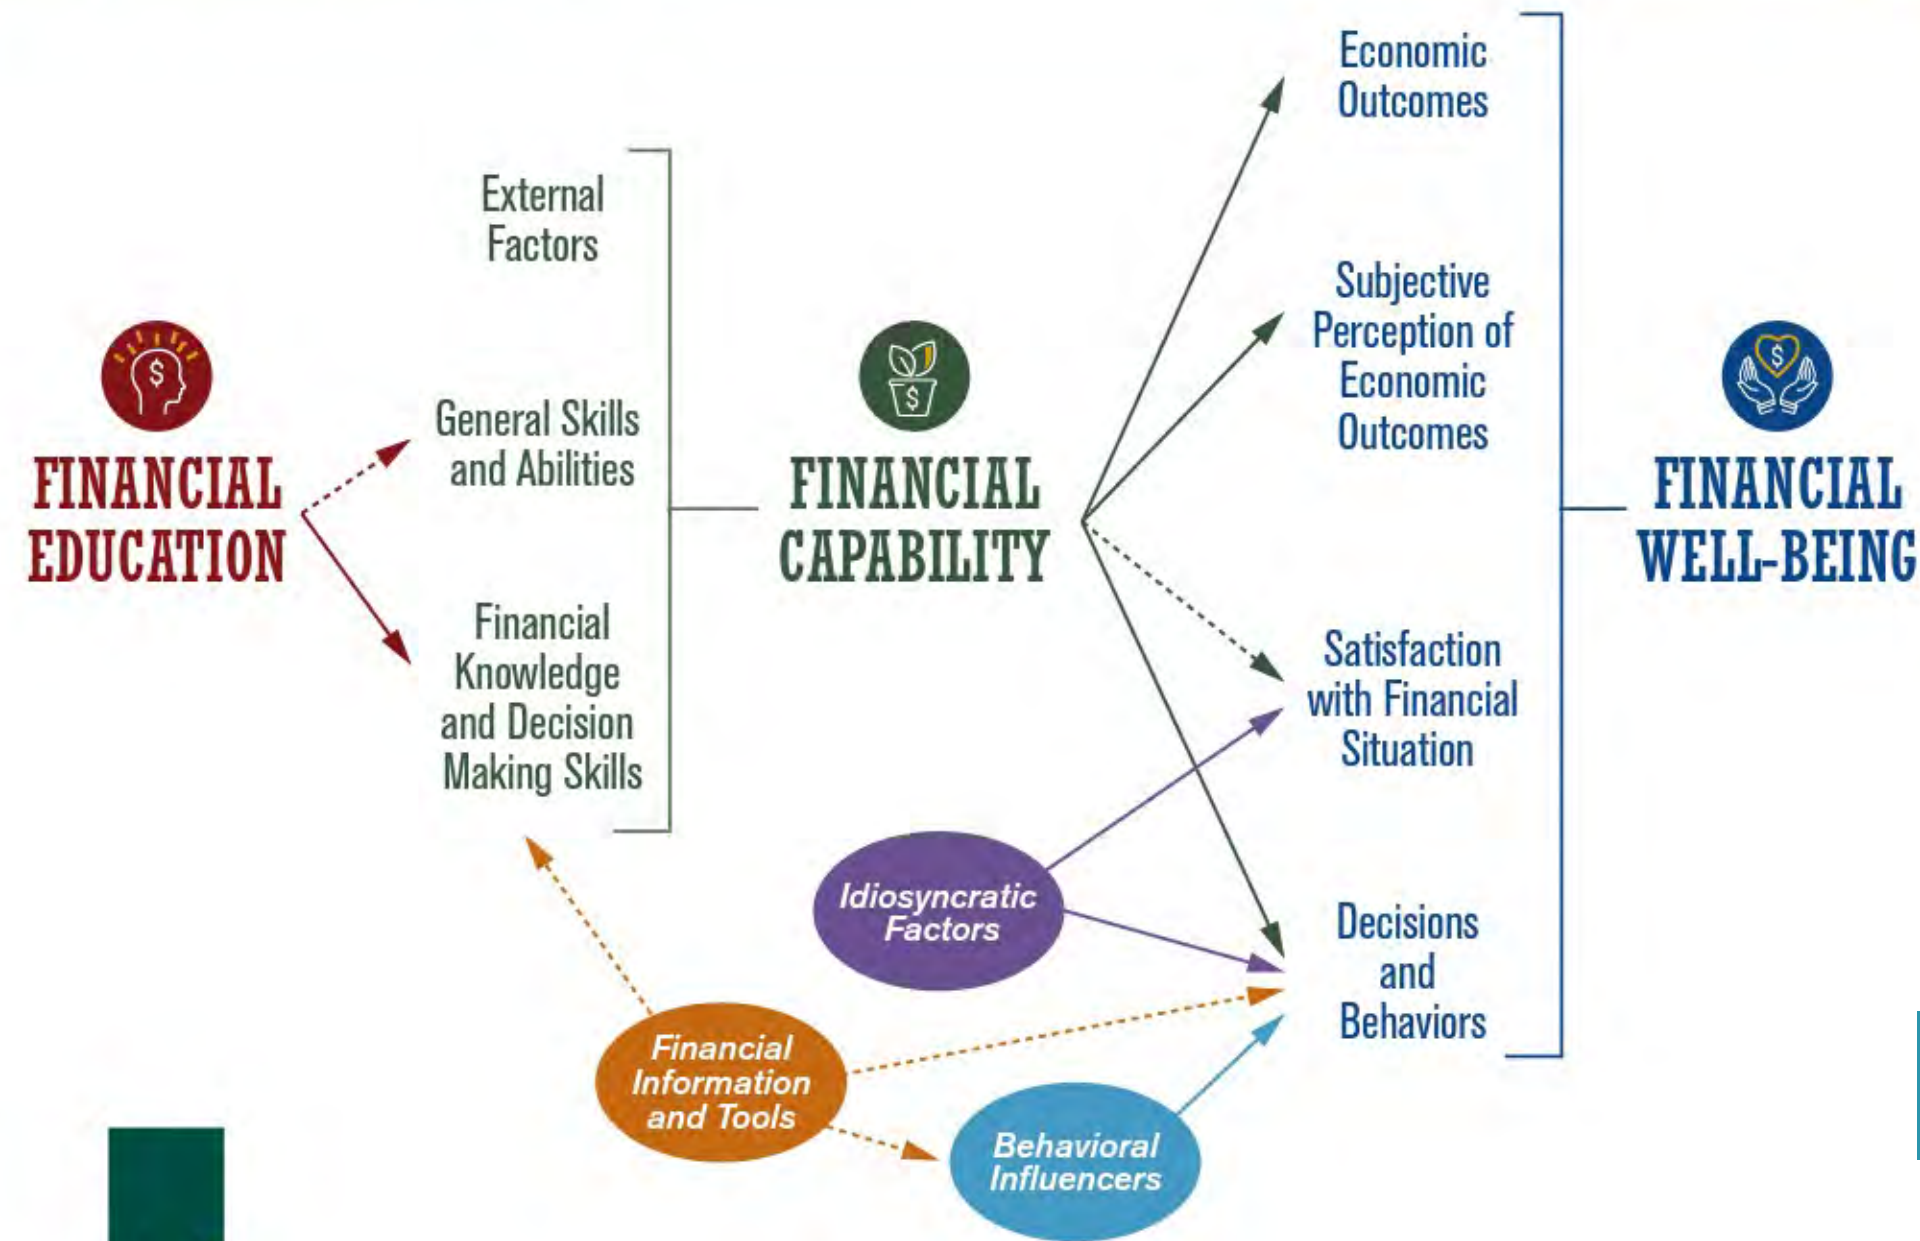 $
FINANCIAL
EDUCATION
External
Factors
General Skills
and Abilities
Financial
Knowledge
and Decision
Making Skills
$
FINANCIAL
CAPABILITY
Idiosyncratic
Factors
Financial
Information
and Tools
Behavioral
Influencers
Economic
Outcomes
Subjective
Perception of
Economic
Outcomes
Satisfaction
with Financial
Situation
Decisions
and
Behaviors
$
FINANCIAL
WELL-BEING